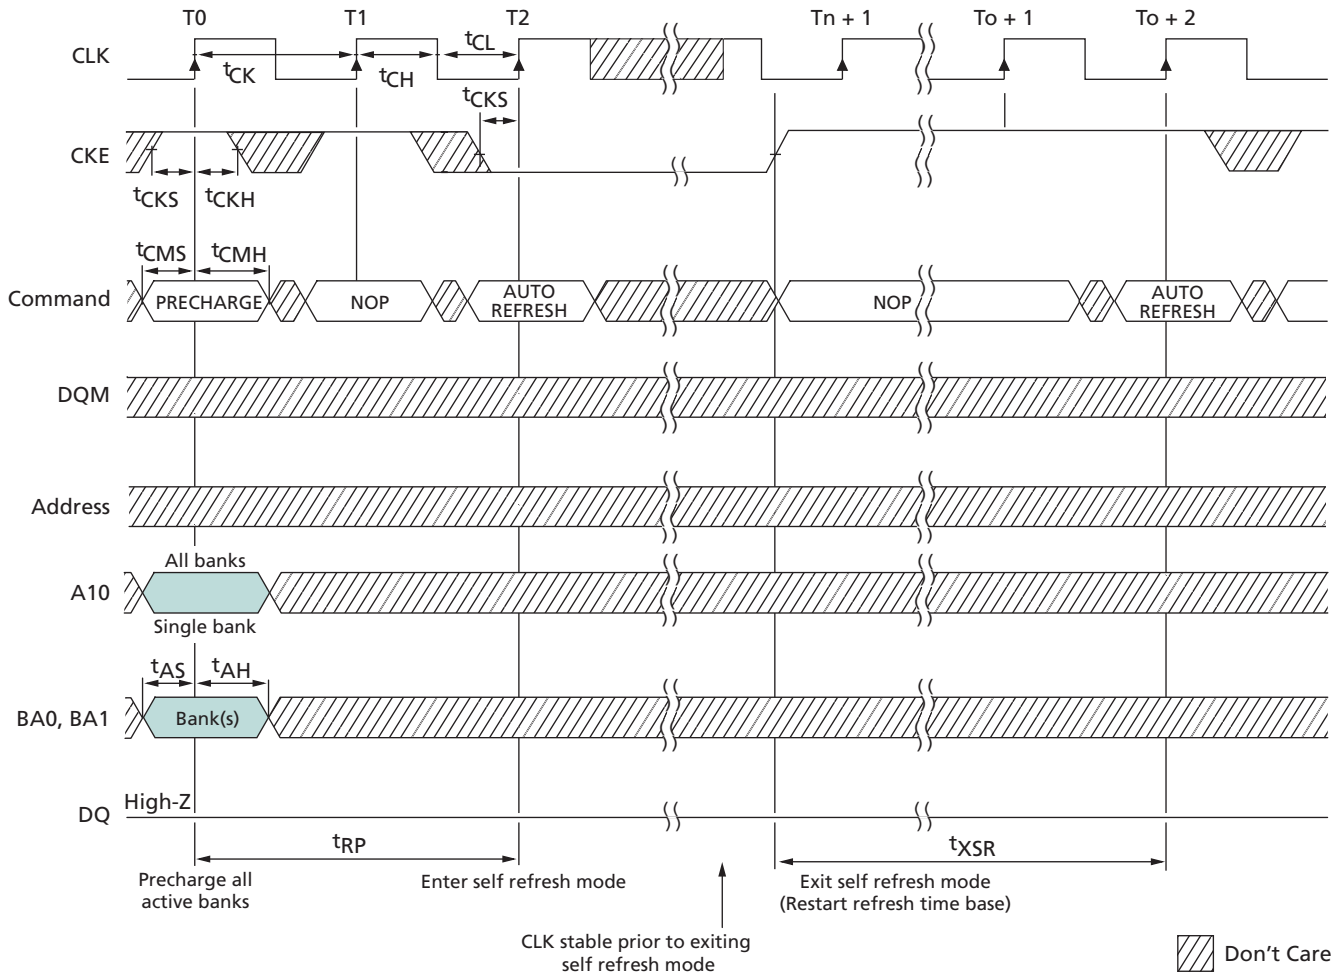 T0 T1 T2 Tn + 1 To + 1 To + 2
CLK
tCK tCH tCL
tCKS
CKE
tCKS tCKH
tCMS tCMH
Command PRECHARGE NOP AUTO REFRESH NOP AUTO REFRESH
DQM
Address
All banks
A10
Single bank
tAS tAH
BA0, BA1 Bank(s)
High-Z
DQ
tRP tXSR
Precharge all
active banks
Enter self refresh mode
Exit self refresh mode
(Restart refresh time base)
CLK stable prior to exiting
self refresh mode
Don't Care